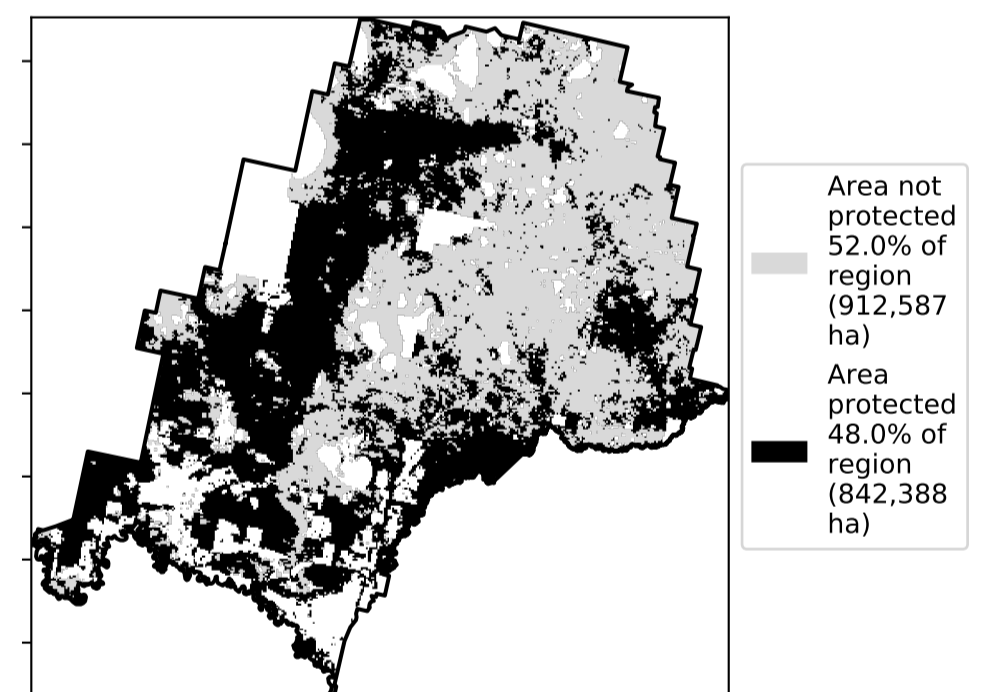 Area not
protected
52.0% of
region
(912,587
ha)
Area
protected
48.0% of
region
(842,388
ha)